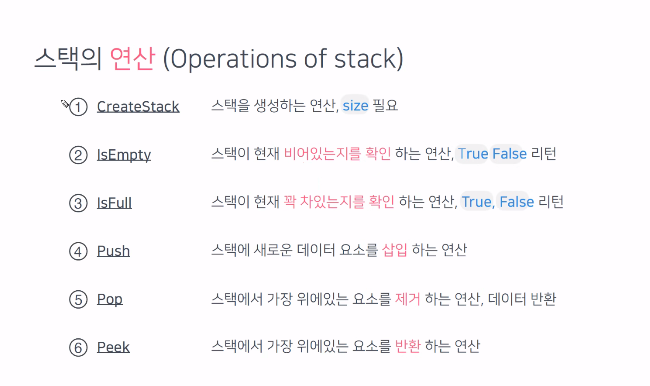 스택의 연산 (Operations of stack)
① CreateStack 스택을 생성하는 연산, size 필요
② IsEmpty 스택이 현재 비어있는지를 확인 하는 연산, True False 리턴
③ IsFull 스택이 현재 꽉 차있는지를 확인 하는 연산, True, False 리턴
④ Push 스택에 새로운 데이터 요소를 삽입 하는 연산
⑤ Pop 스택에서 가장 위에있는 요소를 제거 하는 연산, 데이터 반환
⑥ Peek 스택에서 가장 위에있는 요소를 반환 하는 연산